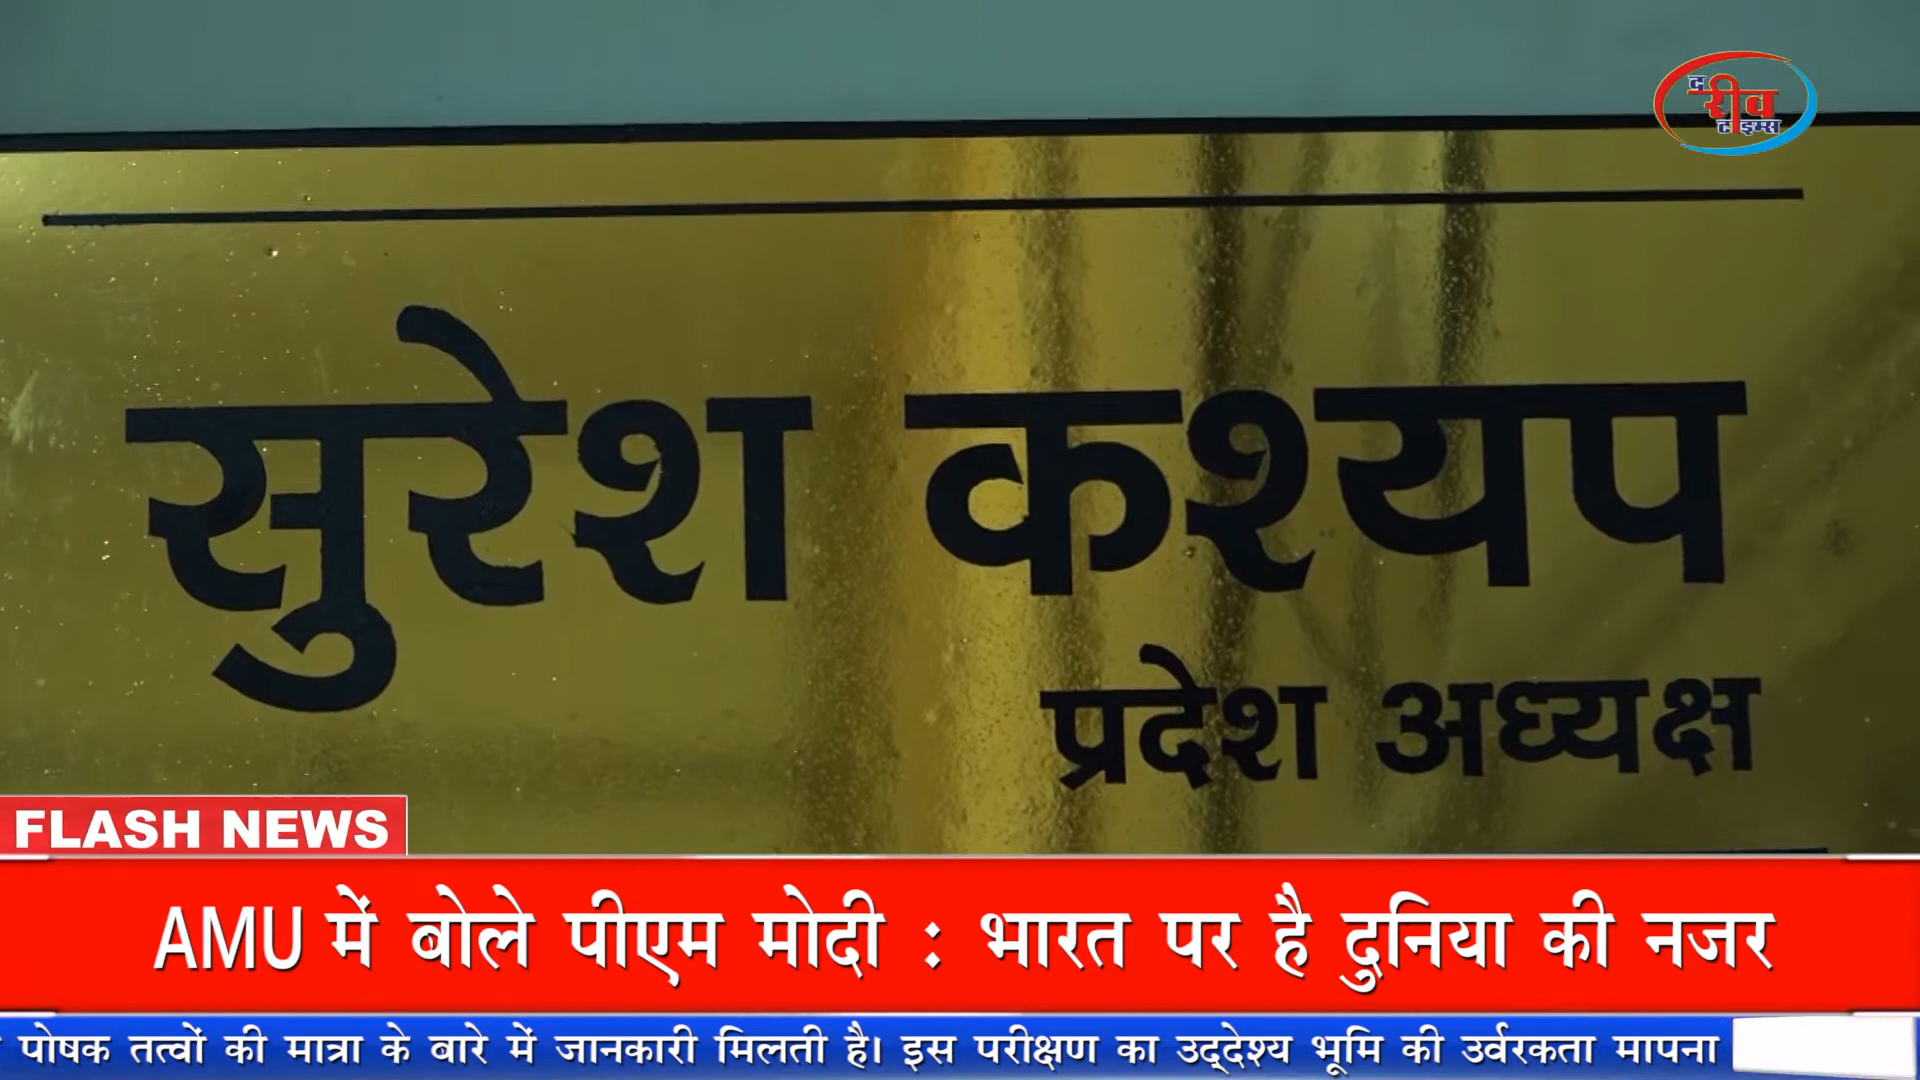 द
रीव
टाइम्स
सुरेश कश्यप
प्रदेश अध्यक्ष
FLASH NEWS
AMU में बोले पीएम मोदी : भारत पर है दुनिया की नजर
पोषक तत्वों की मात्रा के बारे में जानकारी मिलती है। इस परीक्षण का उद्देश्य भूमि की उर्वरकता मापना